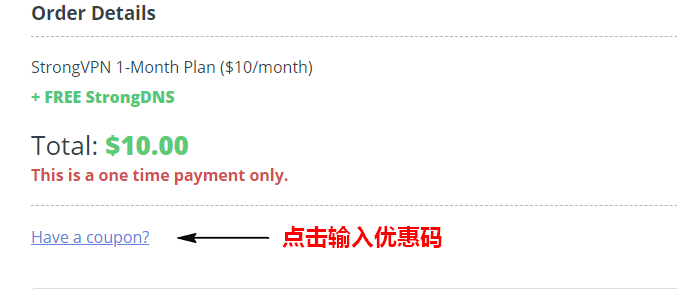 Order Details
StrongVPN 1-Month Plan ($10/month)
+ FREE StrongDNS
Total: $10.00
This is a one time payment only.
Have a coupon? 点击输入优惠码